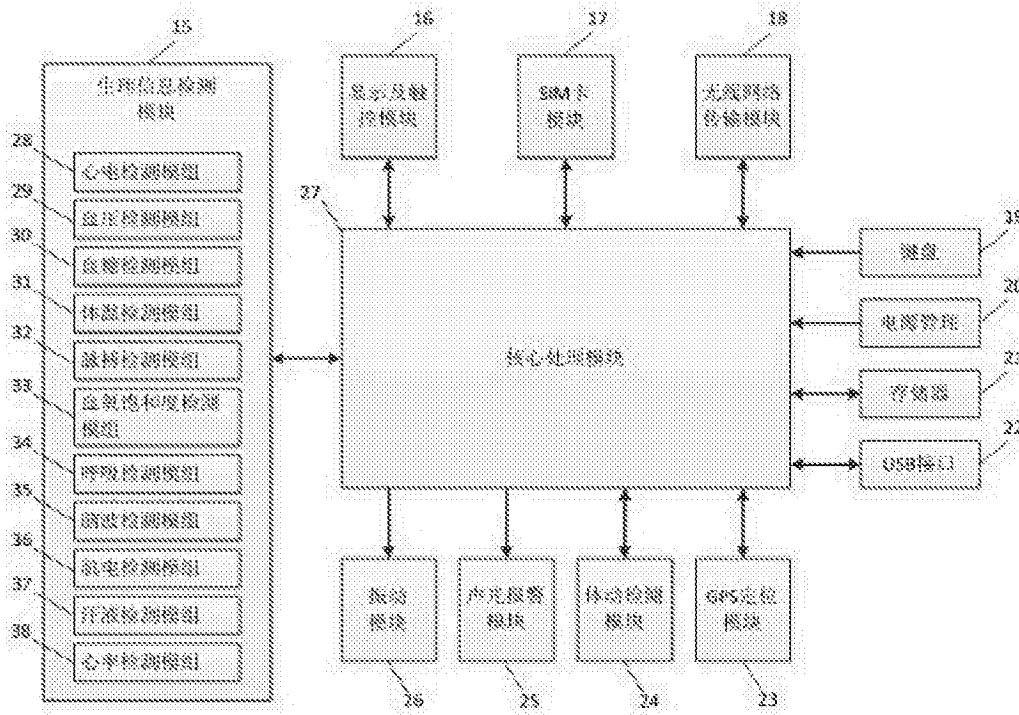 15
16
17
18
生理信息检测
模块
显示及触
控模块
SIM卡
模块
无线网络
传输模块
28
心电检测模组
29
血压检测模组
30
血糖检测模组
31
体温检测模组
32
脉搏检测模组
33
血氧饱和度检测
模组
34
呼吸检测模组
35
脑波检测模组
36
肌电检测模组
37
汗液检测模组
38
心率检测模组
27
核心处理模块
键盘
19
电源管理
20
存储器
21
USB接口
22
振动
模块
声光报警
模块
体动检测
模块
GPS定位
模块
26
25
24
23